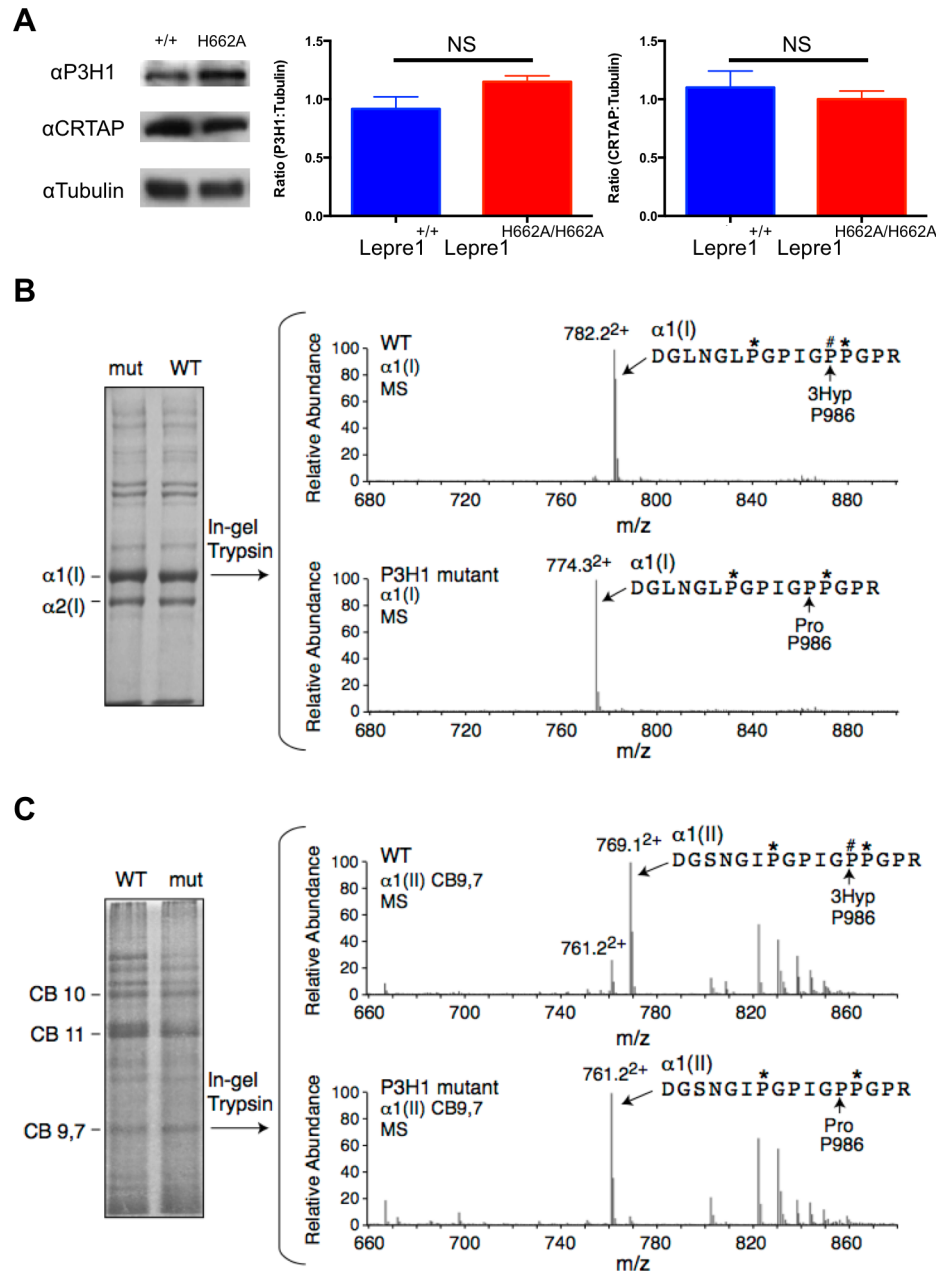 A
+/+ H662A
αP3H1
αCRTAP
αTubulin
NS
Ratio (P3H1:Tubulin)
1.5
1.0
0.5
0.0
Lepre1 +/+ Lepre1 H662A/H662A
NS
Ratio (CRTAP:Tubulin)
1.5
1.0
0.5
0.0
Lepre1 +/+ Lepre1 H662A/H662A
B
mut WT
α1(I)
α2(I)
In-gel
Trypsin
Relative Abundance
100
80
60
40
20
0
WT
α1(I)
MS
782.2²⁺
α1(I)
* # *
DGLNGLPGPIGPPGPR
3Hyp
P986
680 720 760 800 840 880
m/z
Relative Abundance
100
80
60
40
20
0
P3H1 mutant
α1(I)
MS
774.3²⁺
α1(I)
* *
DGLNGLPGPIGPPGPR
Pro
P986
680 720 760 800 840 880
m/z
C
WT mut
CB 10
CB 11
CB 9,7
In-gel
Trypsin
Relative Abundance
100
80
60
40
20
0
WT
α1(II) CB9,7
MS
769.1²⁺
761.2²⁺
α1(II)
* # *
DGSNGIPGPIGPPGPR
3Hyp
P986
660 700 740 780 820 860
m/z
Relative Abundance
100
80
60
40
20
0
P3H1 mutant
α1(II) CB9,7
MS
761.2²⁺
α1(II)
* *
DGSNGIPGPIGPPGPR
Pro
P986
660 700 740 780 820 860
m/z